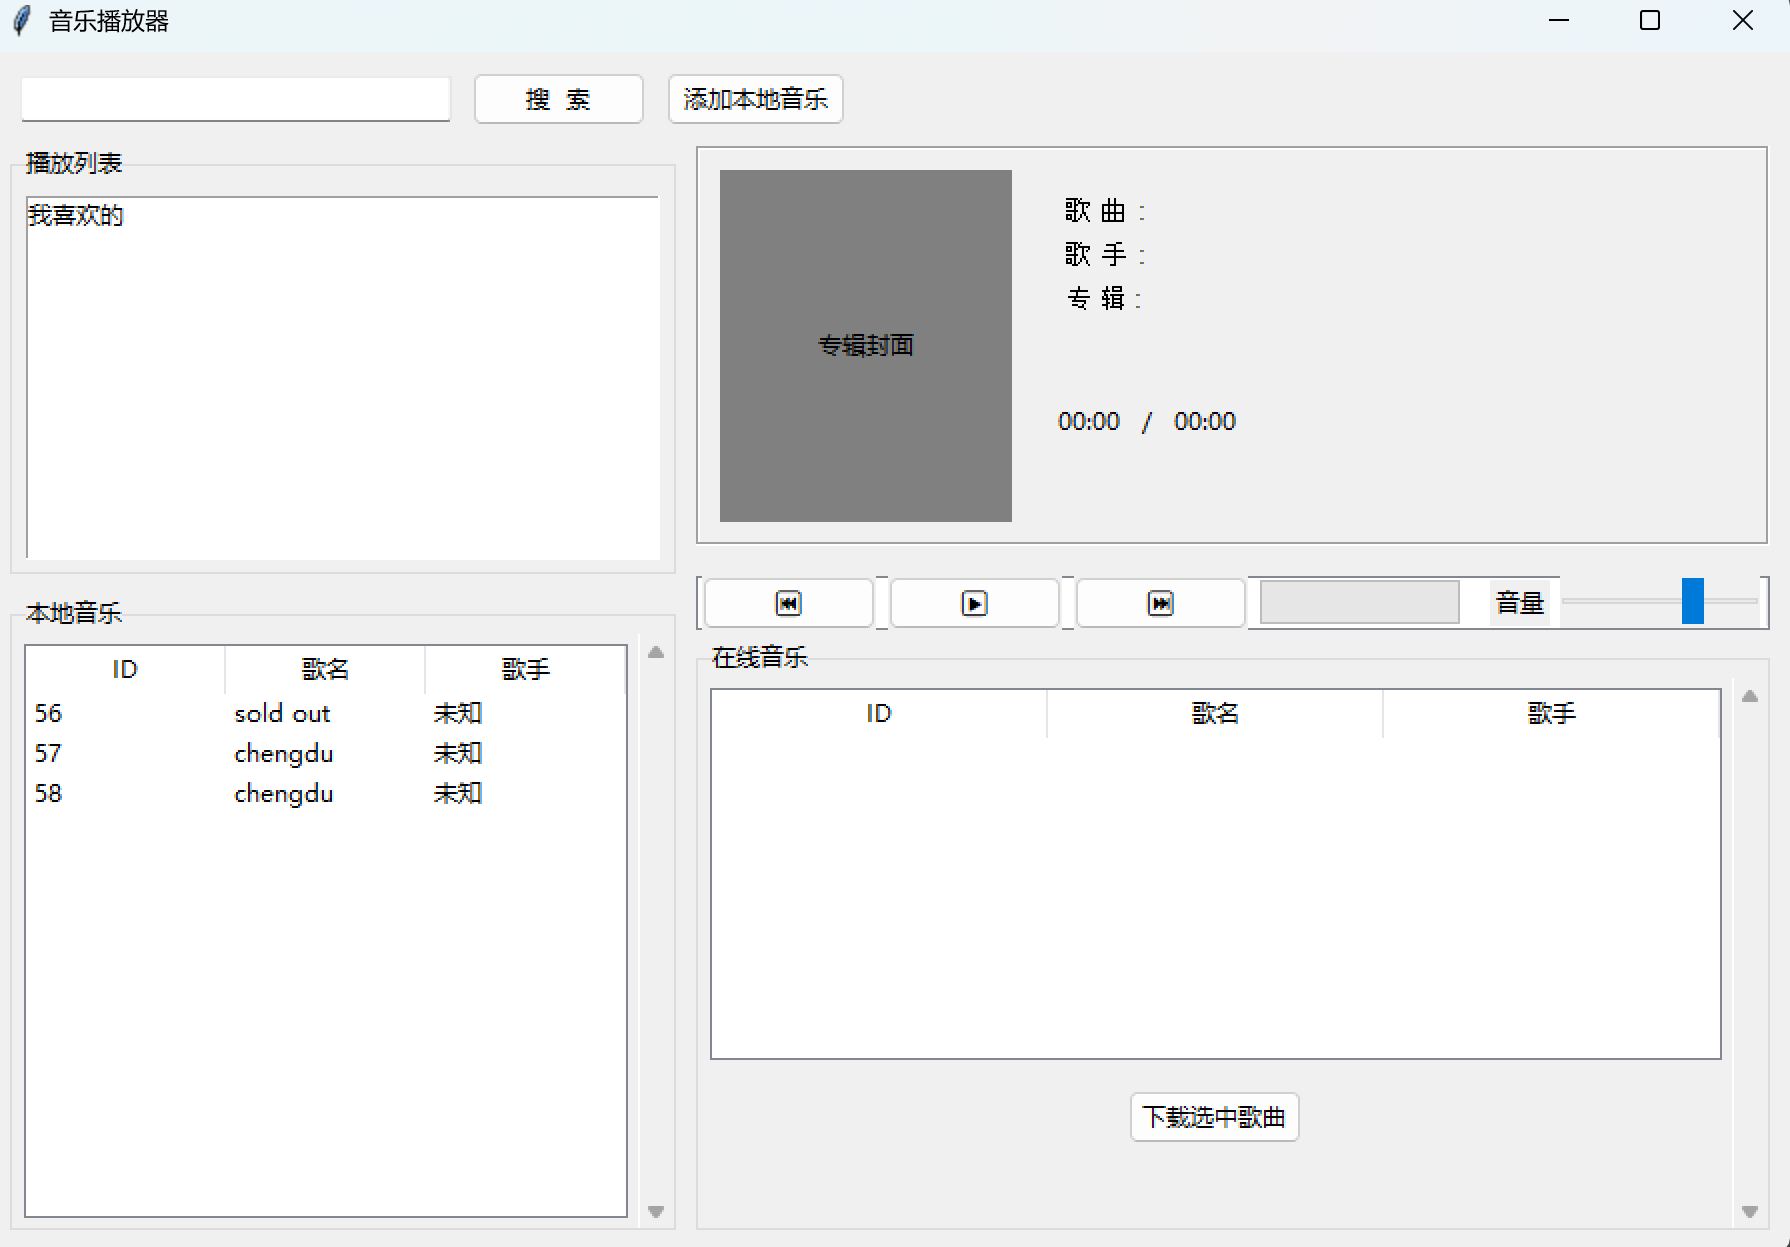 音乐播放器
搜 索 添加本地音乐
播放列表
我喜欢的
专辑封面
歌 曲 :
歌 手 :
专 辑 :
00:00 / 00:00
音量
本地音乐
ID 歌名 歌手
56 sold out 未知
57 chengdu 未知
58 chengdu 未知
在线音乐
ID 歌名 歌手
下载选中歌曲